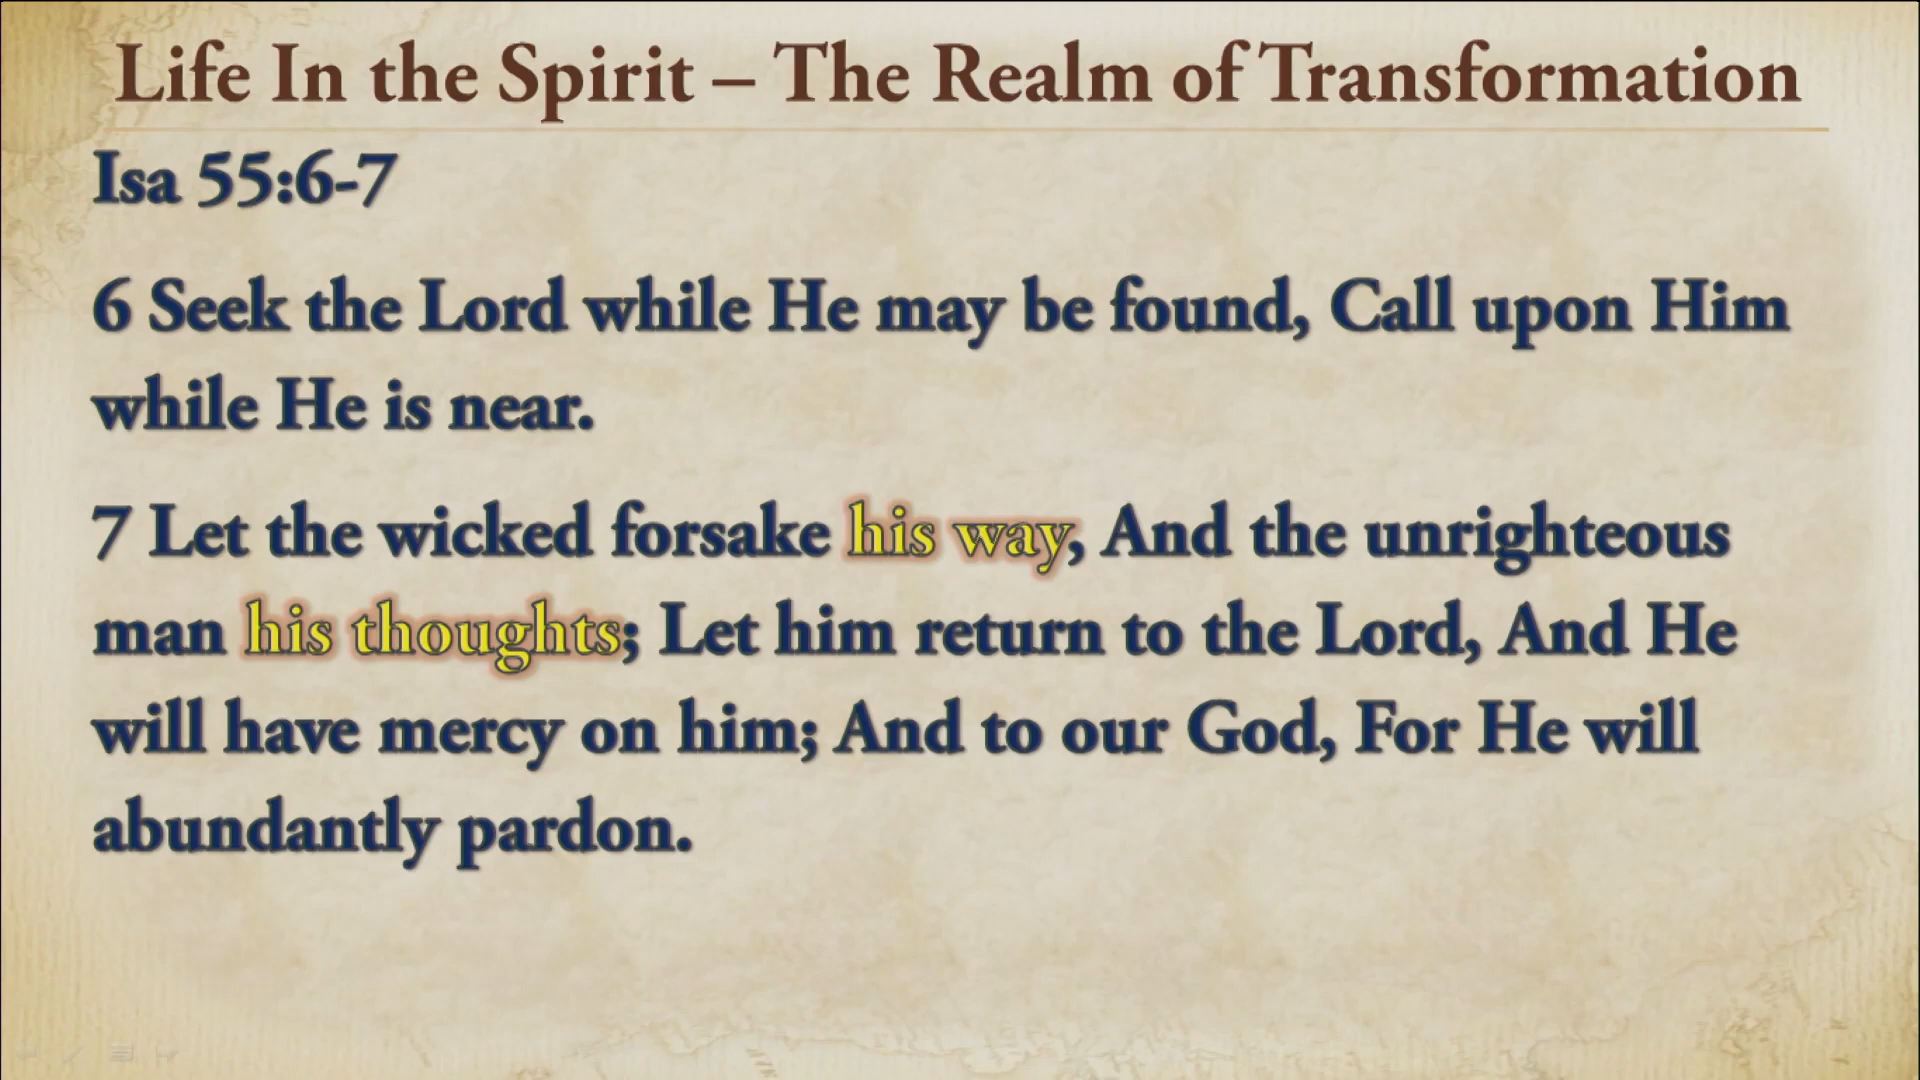 Life In the Spirit – The Realm of Transformation
Isa 55:6-7
6 Seek the Lord while He may be found, Call upon Him
while He is near.
7 Let the wicked forsake his way, And the unrighteous
man his thoughts; Let him return to the Lord, And He
will have mercy on him; And to our God, For He will
abundantly pardon.